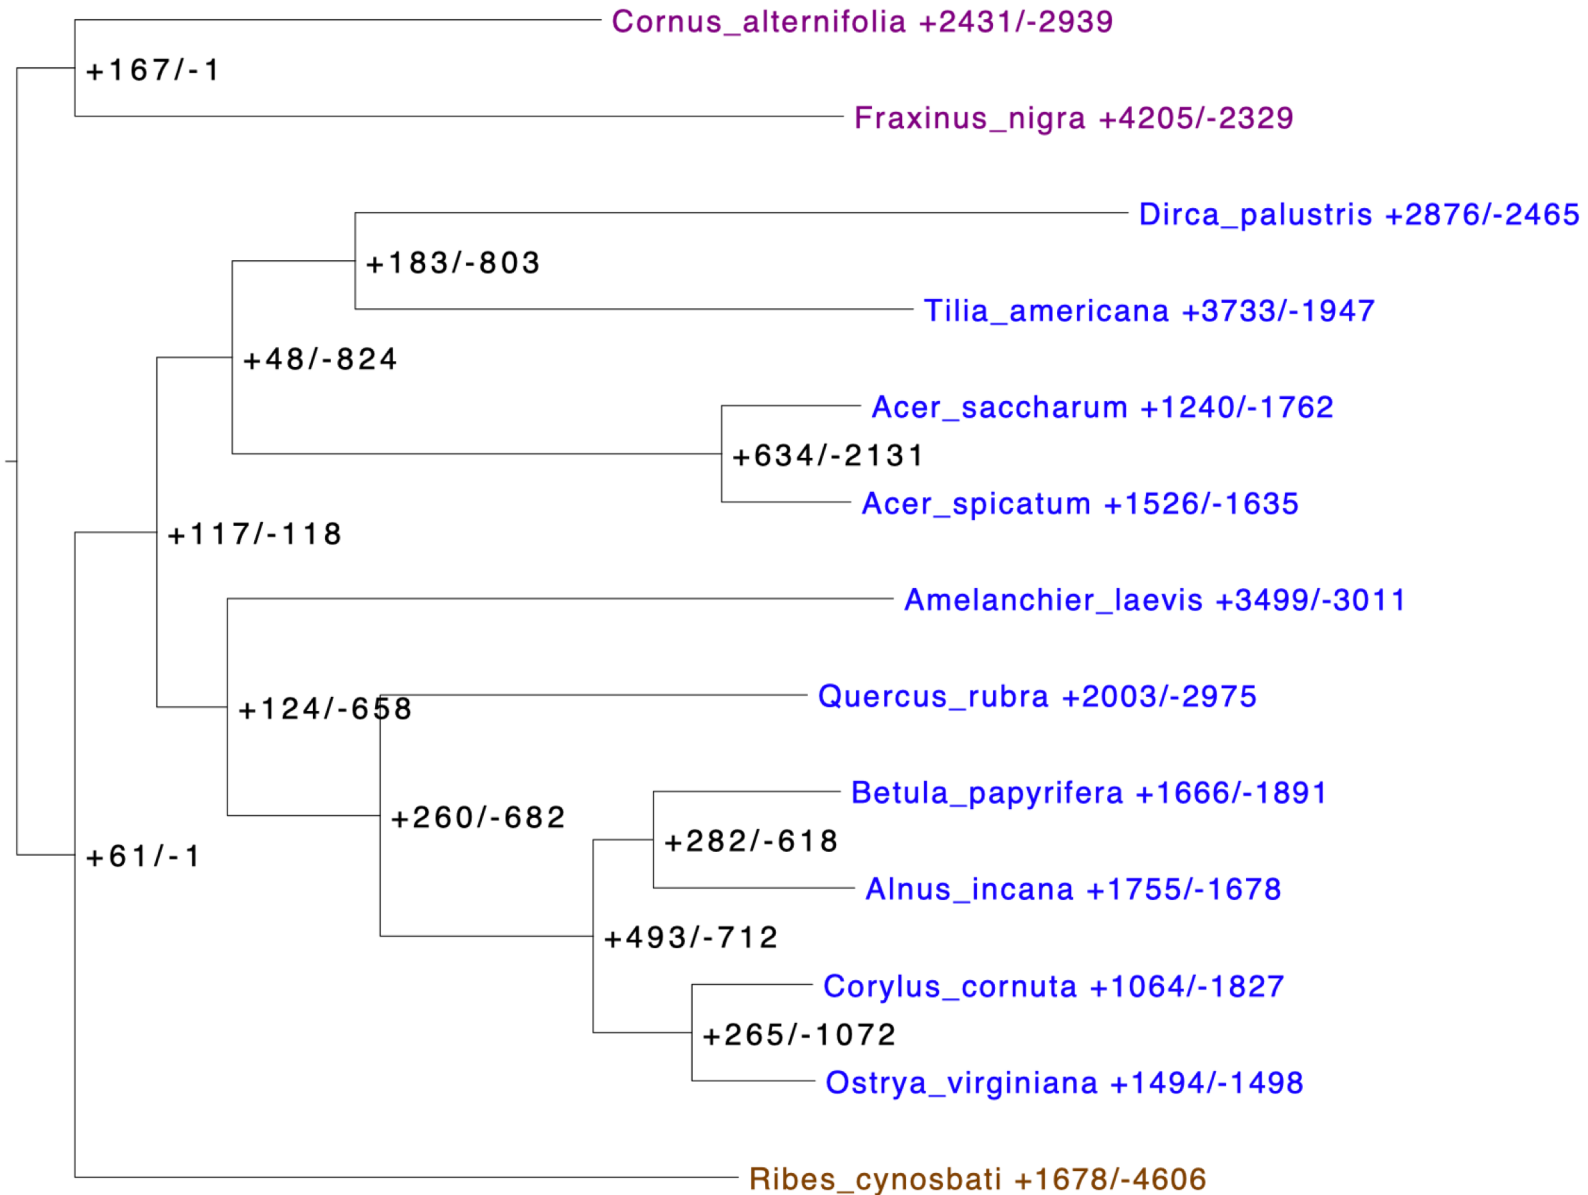 Cornus_alternifolia +2431/-2939
+167/-1
Fraxinus_nigra +4205/-2329
Dirca_palustris +2876/-2465
+183/-803
Tilia_americana +3733/-1947
+48/-824
Acer_saccharum +1240/-1762
+634/-2131
Acer_spicatum +1526/-1635
+117/-118
Amelanchier_laevis +3499/-3011
Quercus_rubra +2003/-2975
+124/-658
Betula_papyrifera +1666/-1891
+260/-682
+282/-618
+61/-1
Alnus_incana +1755/-1678
+493/-712
Corylus_cornuta +1064/-1827
+265/-1072
Ostrya_virginiana +1494/-1498
Ribes_cynosbati +1678/-4606